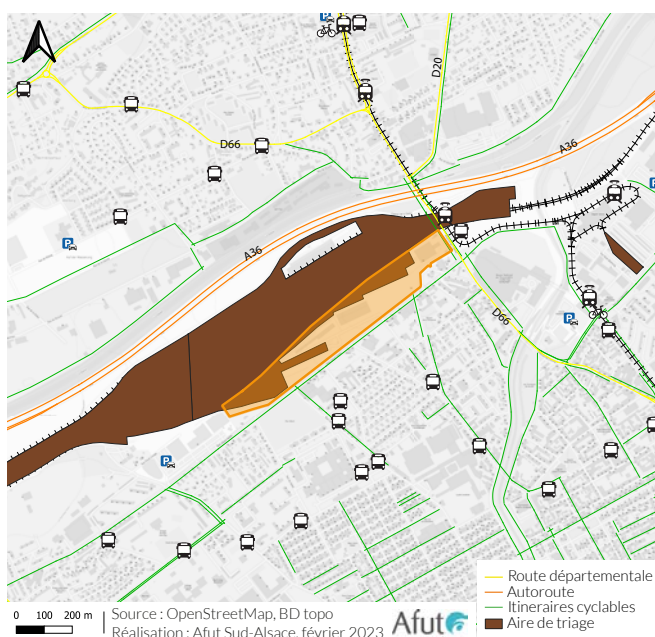 D20
D66
A36
A36
D66
P
P
P
P
P
Route départementale
Autoroute
Itineraires cyclables
Aire de triage
0 100 200 m
Source : OpenStreetMap, BD topo
Réalisation : Afut Sud-Alsace, février 2023
Afut